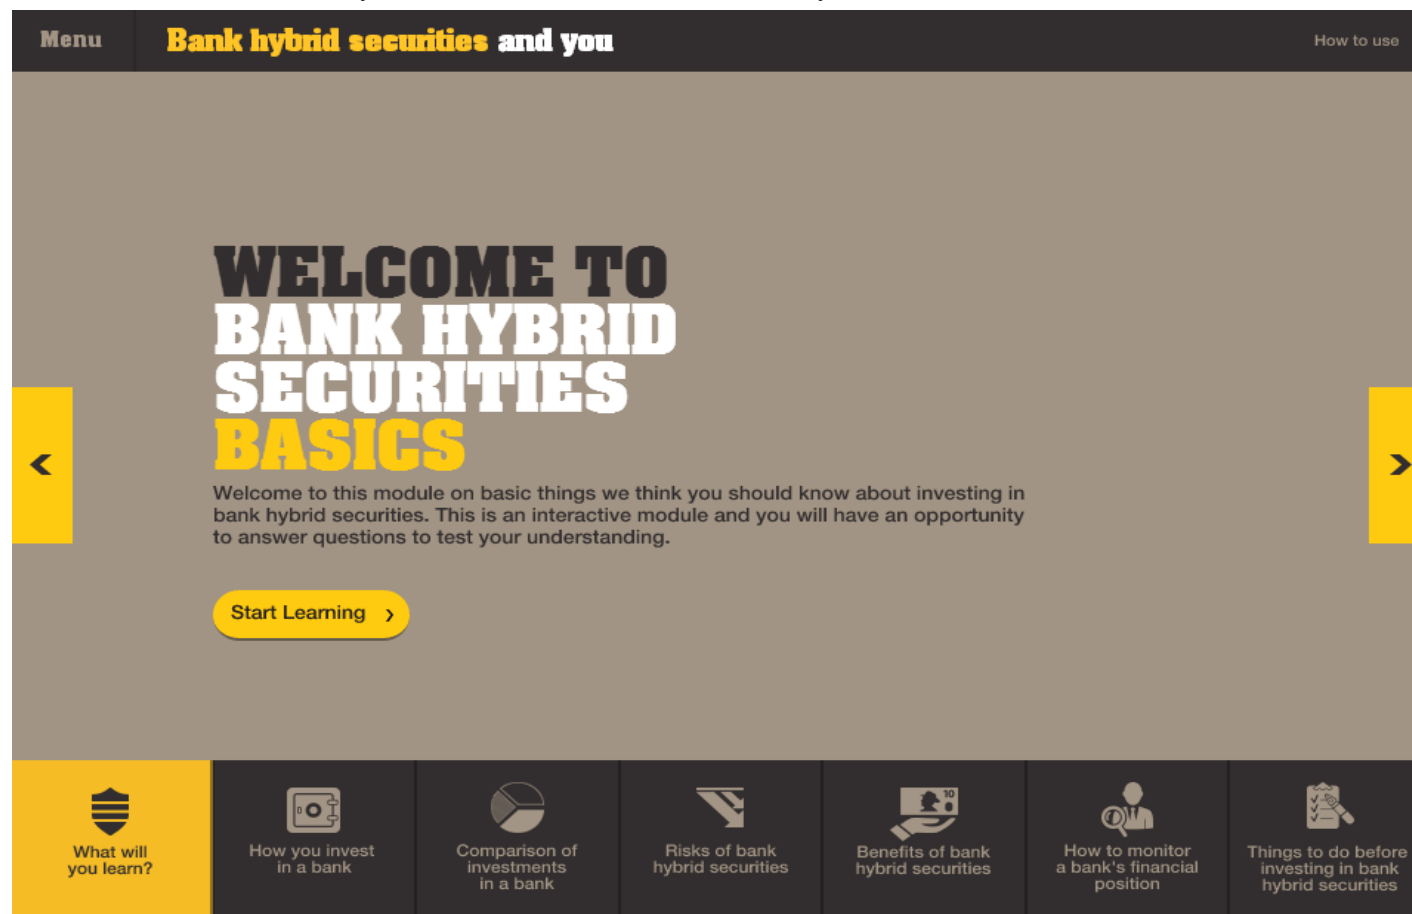 Menu
Bank hybrid securities and you
How to use
WELCOME TO
BANK HYBRID
SECURITIES
BASICS
Welcome to this module on basic things we think you should know about investing in
bank hybrid securities. This is an interactive module and you will have an opportunity
to answer questions to test your understanding.
Start Learning
What will
you learn?
How you invest
in a bank
Comparison of
investments
in a bank
Risks of bank
hybrid securities
10
Benefits of bank
hybrid securities
How to monitor
a bank's financial
position
Things to do before
investing in bank
hybrid securities